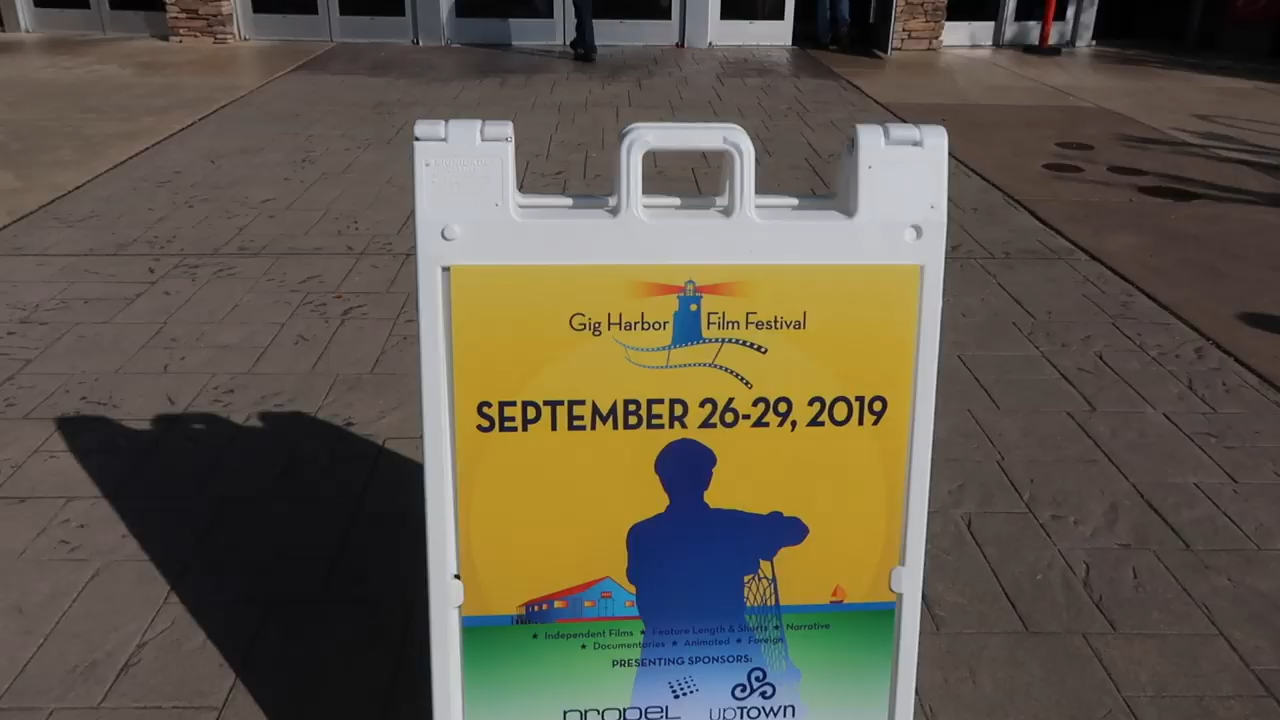 Gig Harbor Film Festival
SEPTEMBER 26-29, 2019
★ Independent Films ★ Feature Length & Shorts ★ Narrative
★ Documentaries ★ Animated ★ Foreign
PRESENTING SPONSORS:
propel upTOWN